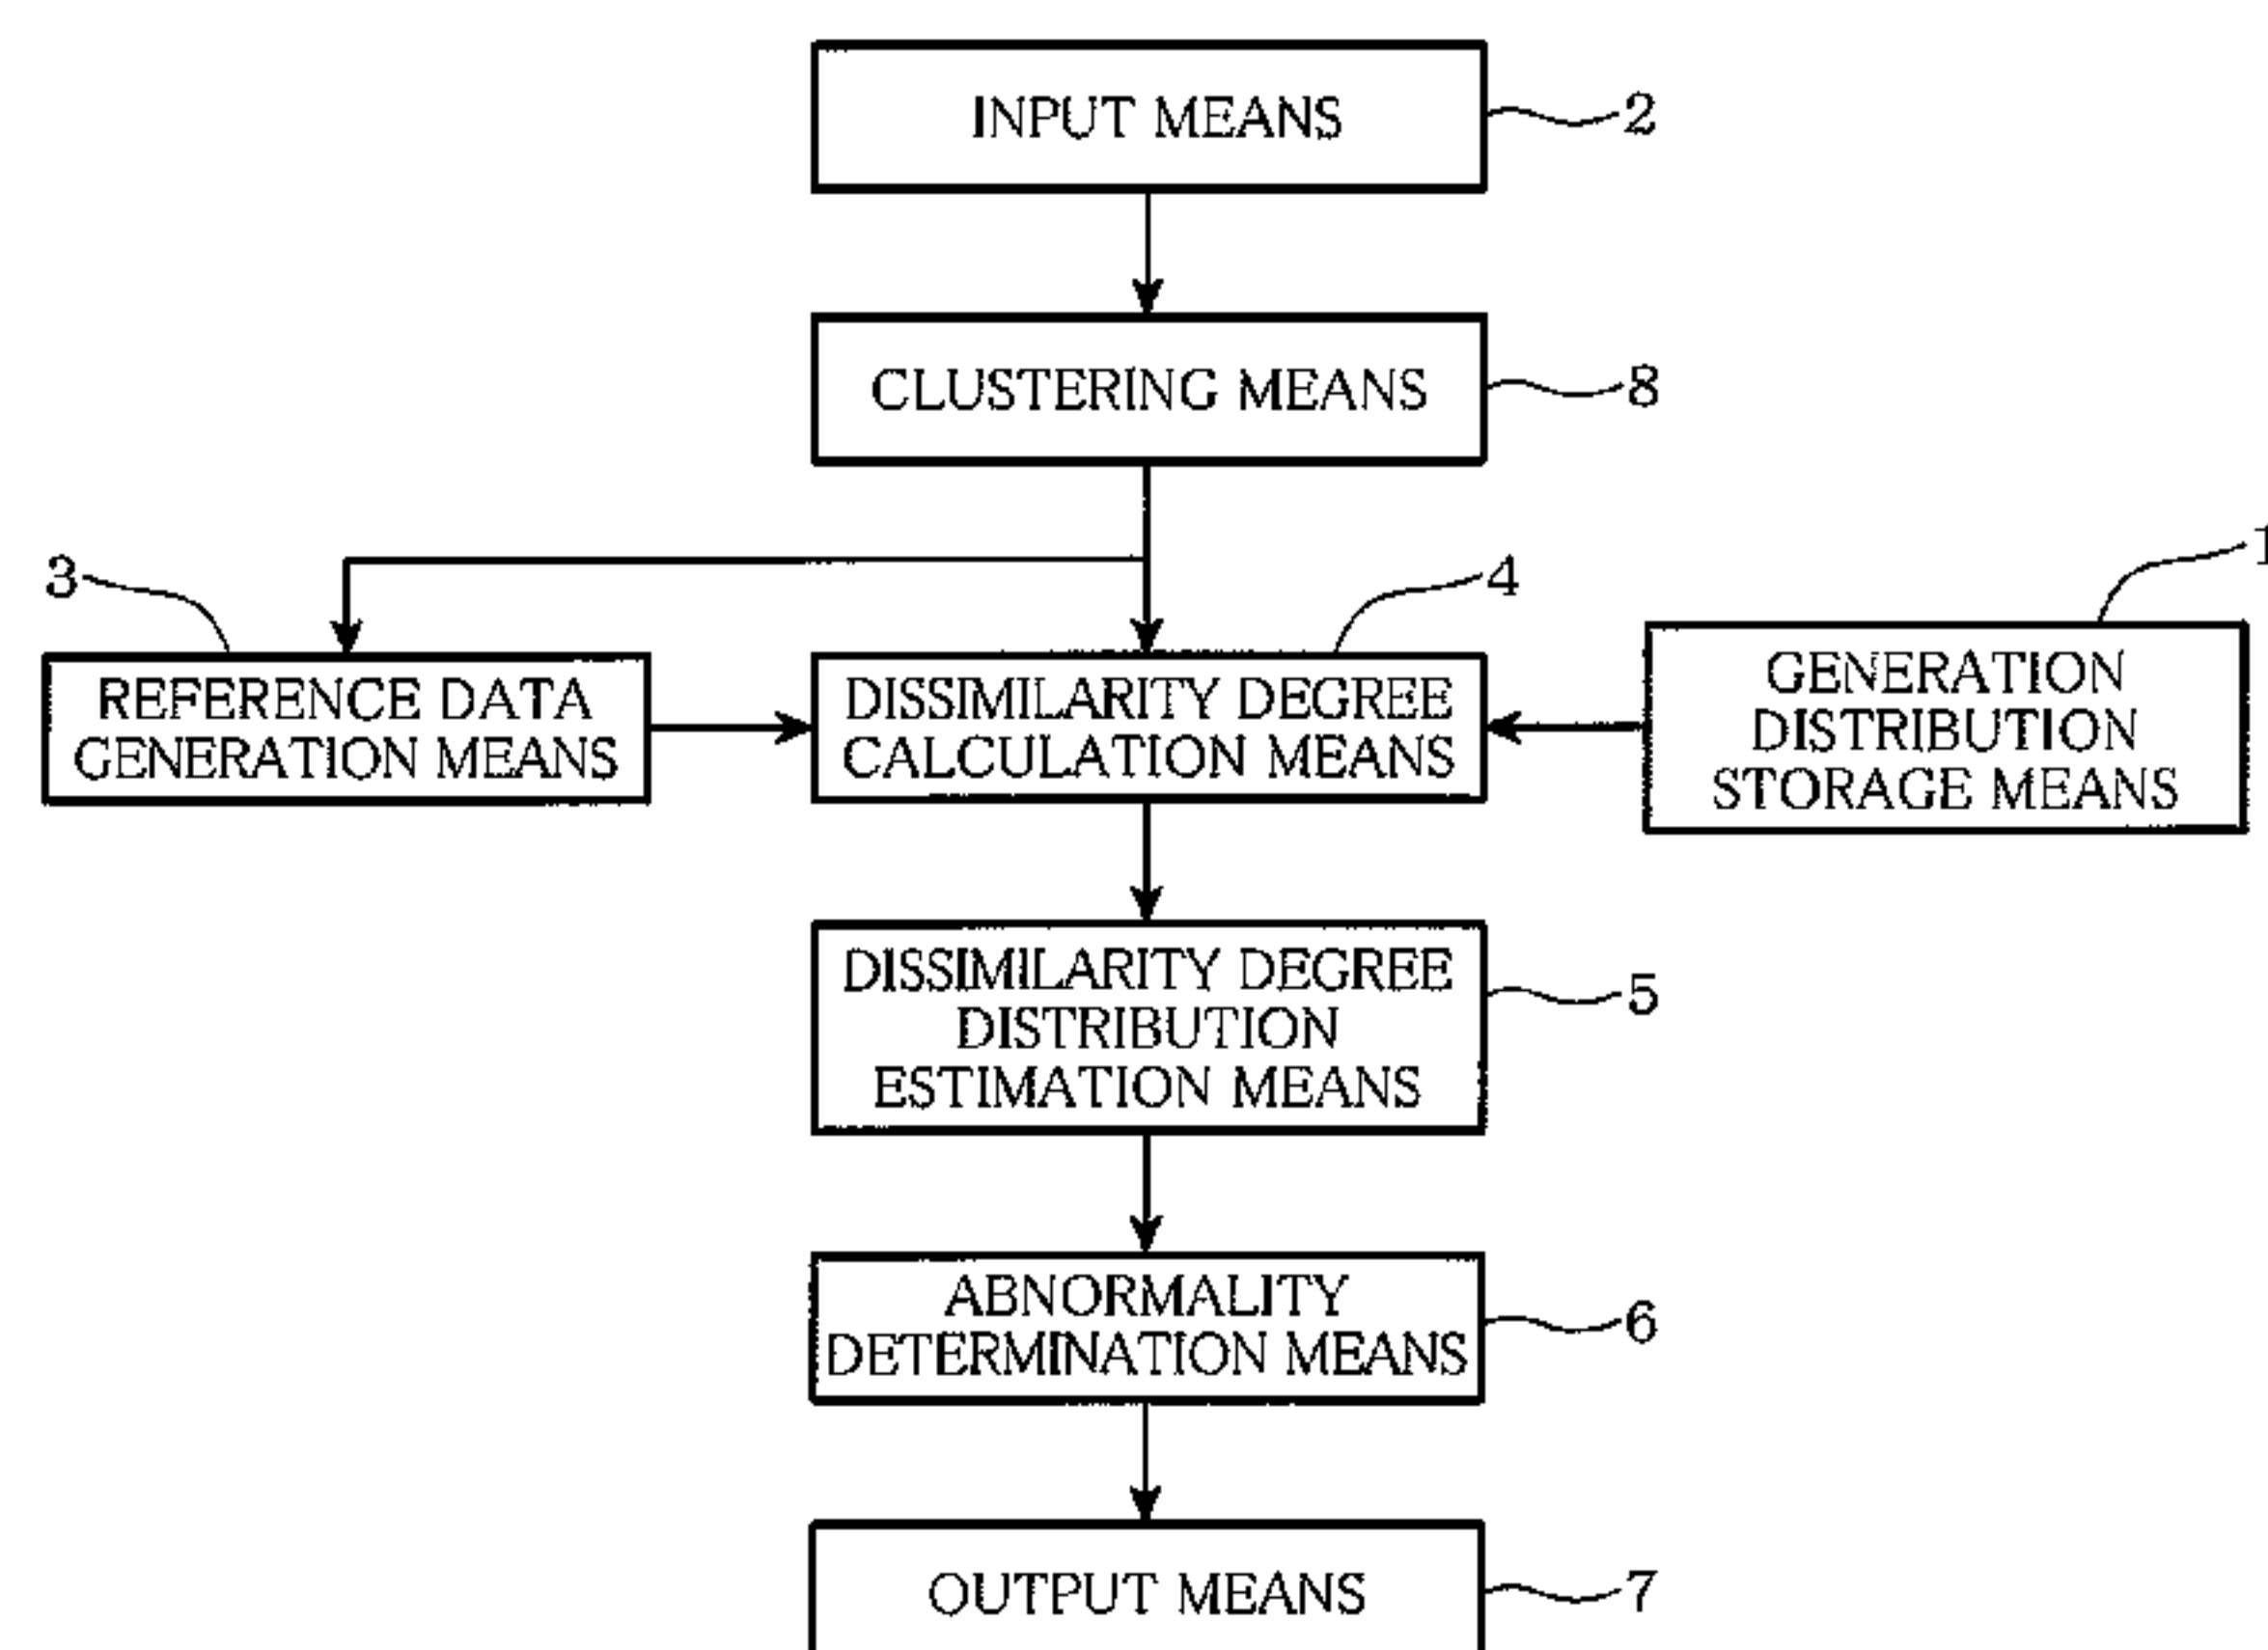 INPUT MEANS
2
CLUSTERING MEANS
8
3
4
1
REFERENCE DATA
GENERATION MEANS
DISSIMILARITY DEGREE
CALCULATION MEANS
GENERATION
DISTRIBUTION
STORAGE MEANS
DISSIMILARITY DEGREE
DISTRIBUTION
ESTIMATION MEANS
5
ABNORMALITY
DETERMINATION MEANS
6
OUTPUT MEANS
7